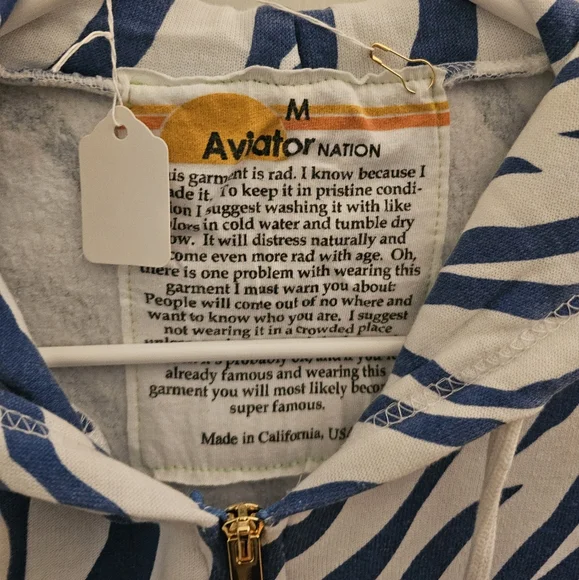 M
Aviator NATION
is garment is rad. I know because I
ade it. To keep it in pristine condi-
ion I suggest washing it with like
olors in cold water and tumble dry
ow. It will distress naturally and
come even more rad with age. Oh,
there is one problem with wearing this
garment I must warn you about:
People will come out of no where and
want to know who you are. I suggest
not wearing it in a crowded place
already famous and wearing this
garment you will most likely becom
super famous.
Made in California, USA